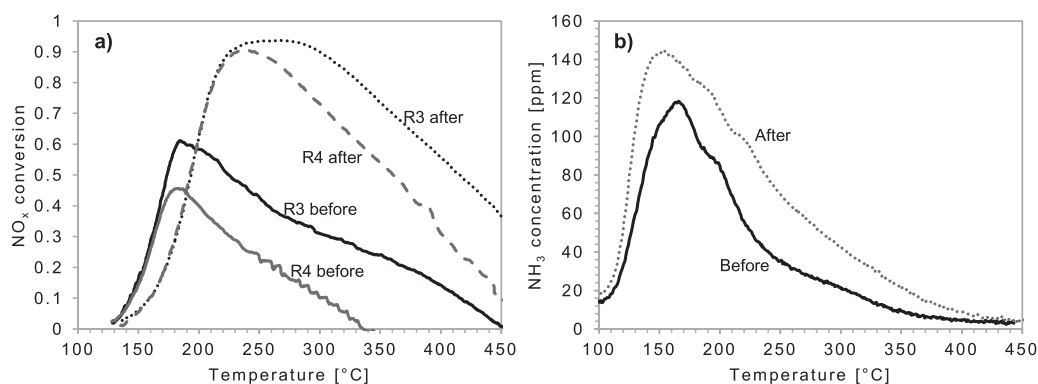 a)
1
0.9
0.8
0.7
0.6
0.5
0.4
0.3
0.2
0.1
0
NOx conversion
R3 after
R4 after
R3 before
R4 before
100 150 200 250 300 350 400 450
Temperature [°C]
b)
160
140
120
100
80
60
40
20
0
NH3 concentration [ppm]
After
Before
100 150 200 250 300 350 400 450
Temperature [°C]